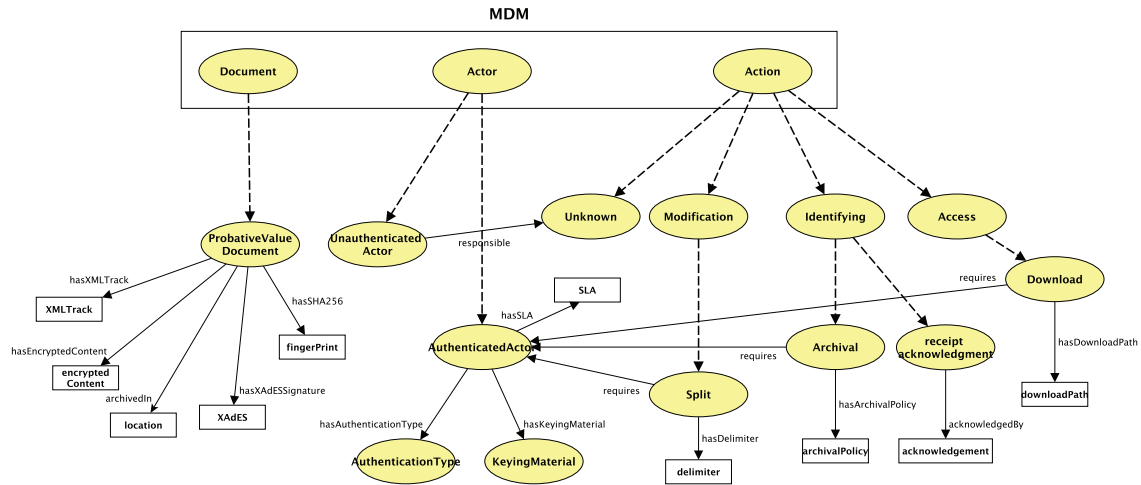 MDM
Document
Actor
Action
Unknown
Modification
Identifying
Access
ProbativeValue
Document
Unauthenticated
Actor
responsible
hasXMLTrack
hasSHA256
SLA
requires
Download
XMLTrack
hasSLA
fingerPrint
hasEncryptedContent
AuthenticatedActor
requires
Archival
receipt
acknowledgment
hasDownloadPath
encrypted
Content
archivedIn
hasXAdESSignature
requires
Split
downloadPath
location
XAdES
hasArchivalPolicy
hasAuthenticationType
hasKeyingMaterial
hasDelimiter
acknowledgedBy
AuthenticationType
KeyingMaterial
delimiter
archivalPolicy
acknowledgement